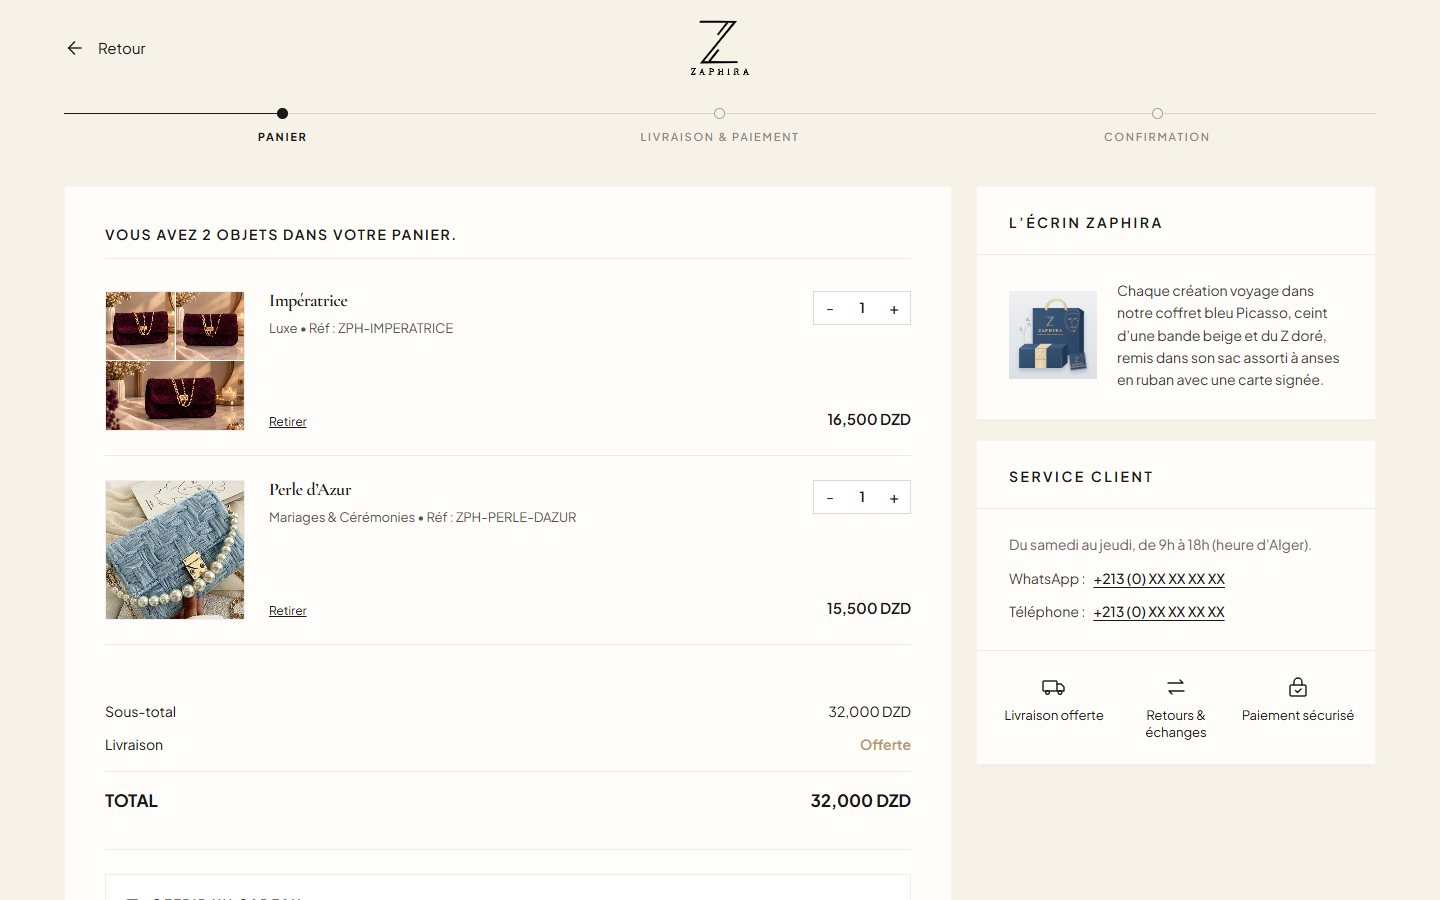 Retour
Z
ZAPHIRA
PANIER
LIVRAISON & PAIEMENT
CONFIRMATION
VOUS AVEZ 2 OBJETS DANS VOTRE PANIER.
Impératrice
Luxe • Réf : ZPH-IMPERATRICE
- 1 +
Retirer
16,500 DZD
Perle d’Azur
Mariages & Cérémonies • Réf : ZPH-PERLE-DAZUR
- 1 +
Retirer
15,500 DZD
Sous-total
32,000 DZD
Livraison
Offerte
TOTAL
32,000 DZD
L’ÉCRIN ZAPHIRA
Z
ZAPHIRA
Chaque création voyage dans
notre coffret bleu Picasso, ceint
d’une bande beige et du Z doré,
remis dans son sac assorti à anses
en ruban avec une carte signée.
SERVICE CLIENT
Du samedi au jeudi, de 9h à 18h (heure d’Alger).
WhatsApp : +213 (0) XX XX XX XX
Téléphone : +213 (0) XX XX XX XX
Livraison offerte
Retours &
échanges
Paiement sécurisé